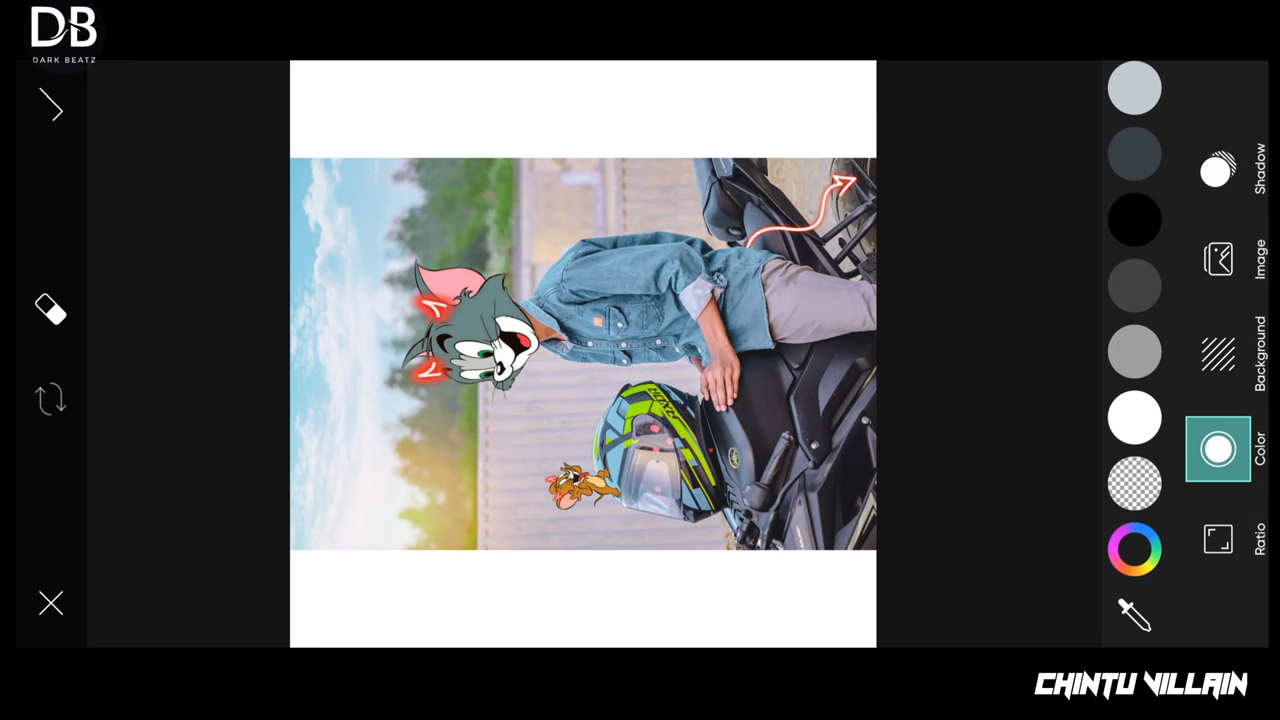 DB
DARK BEATZ
Shadow
Image
Background
Color
Ratio
CHINTU VILLAIN